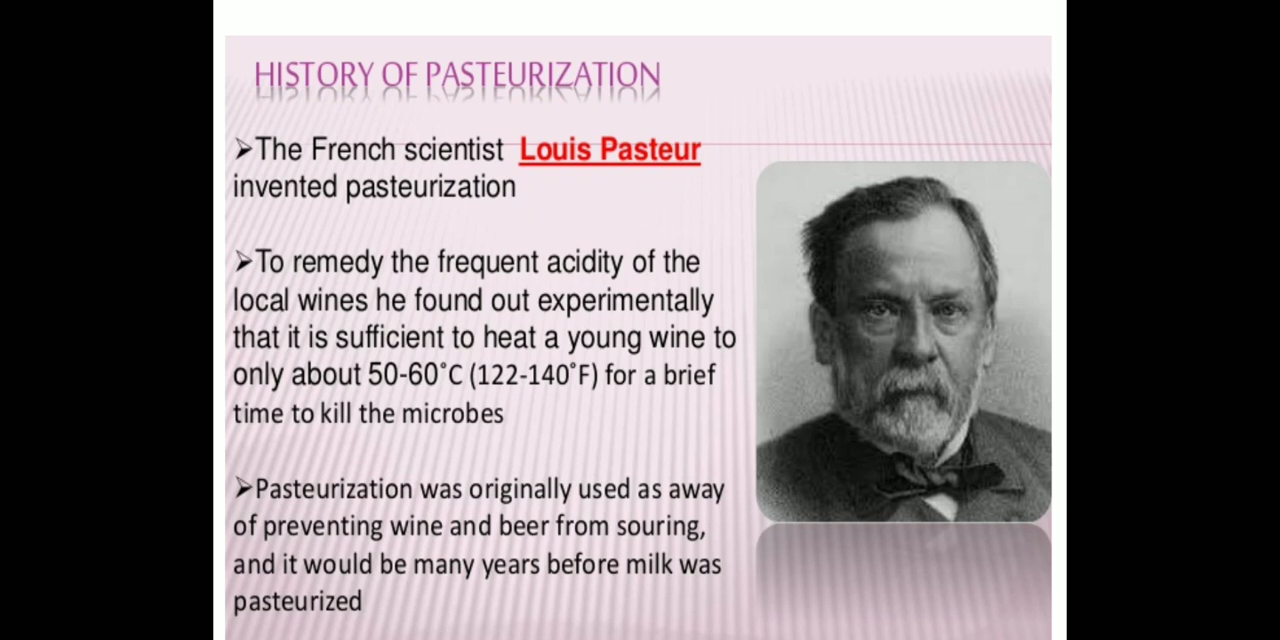 HISTORY OF PASTEURIZATION
➢The French scientist Louis Pasteur
invented pasteurization
➢To remedy the frequent acidity of the
local wines he found out experimentally
that it is sufficient to heat a young wine to
only about 50-60˚C (122-140˚F) for a brief
time to kill the microbes
➢Pasteurization was originally used as away
of preventing wine and beer from souring,
and it would be many years before milk was
pasteurized